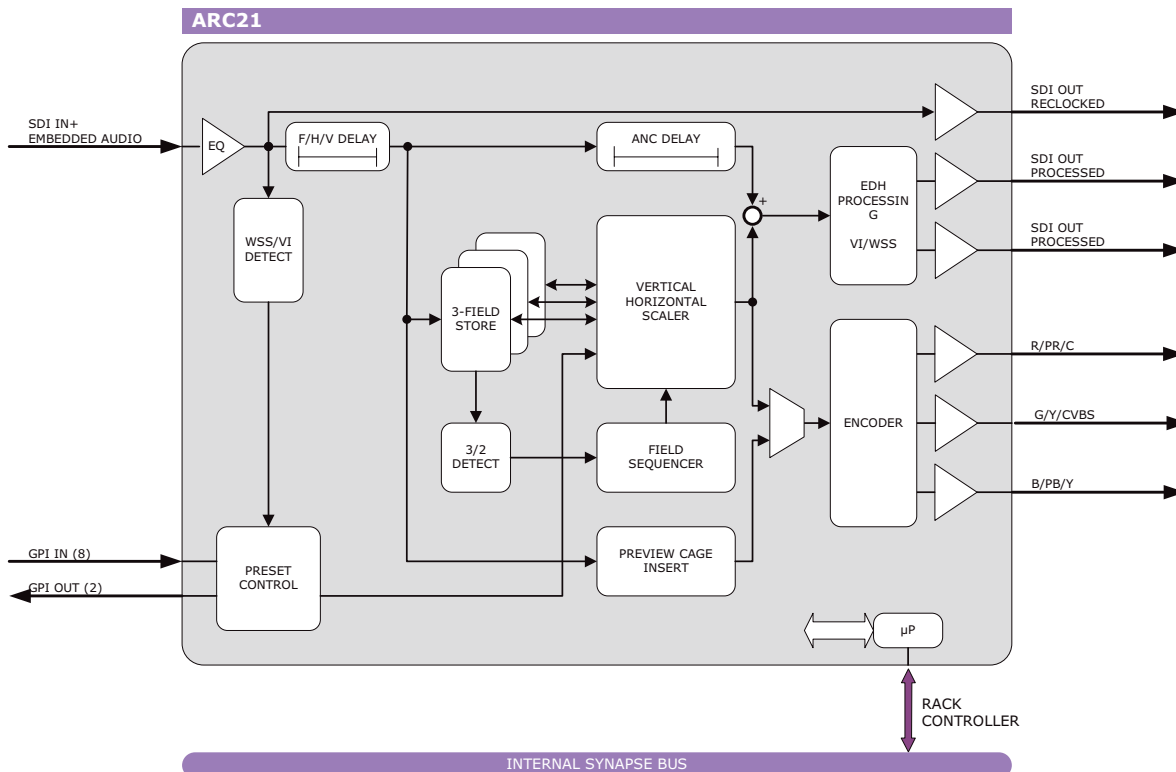 ARC21
SDI IN+
EMBEDDED AUDIO
EQ
F/H/V DELAY
ANC DELAY
SDI OUT
RECLOCKED
SDI OUT
PROCESSED
SDI OUT
PROCESSED
+
EDH
PROCESSIN
G
VI/WSS
WSS/VI
DETECT
3-FIELD
STORE
VERTICAL
HORIZONTAL
SCALER
R/PR/C
G/Y/CVBS
B/PB/Y
ENCODER
3/2
DETECT
FIELD
SEQUENCER
GPI IN (8)
GPI OUT (2)
PRESET
CONTROL
PREVIEW CAGE
INSERT
µP
RACK
CONTROLLER
INTERNAL SYNAPSE BUS